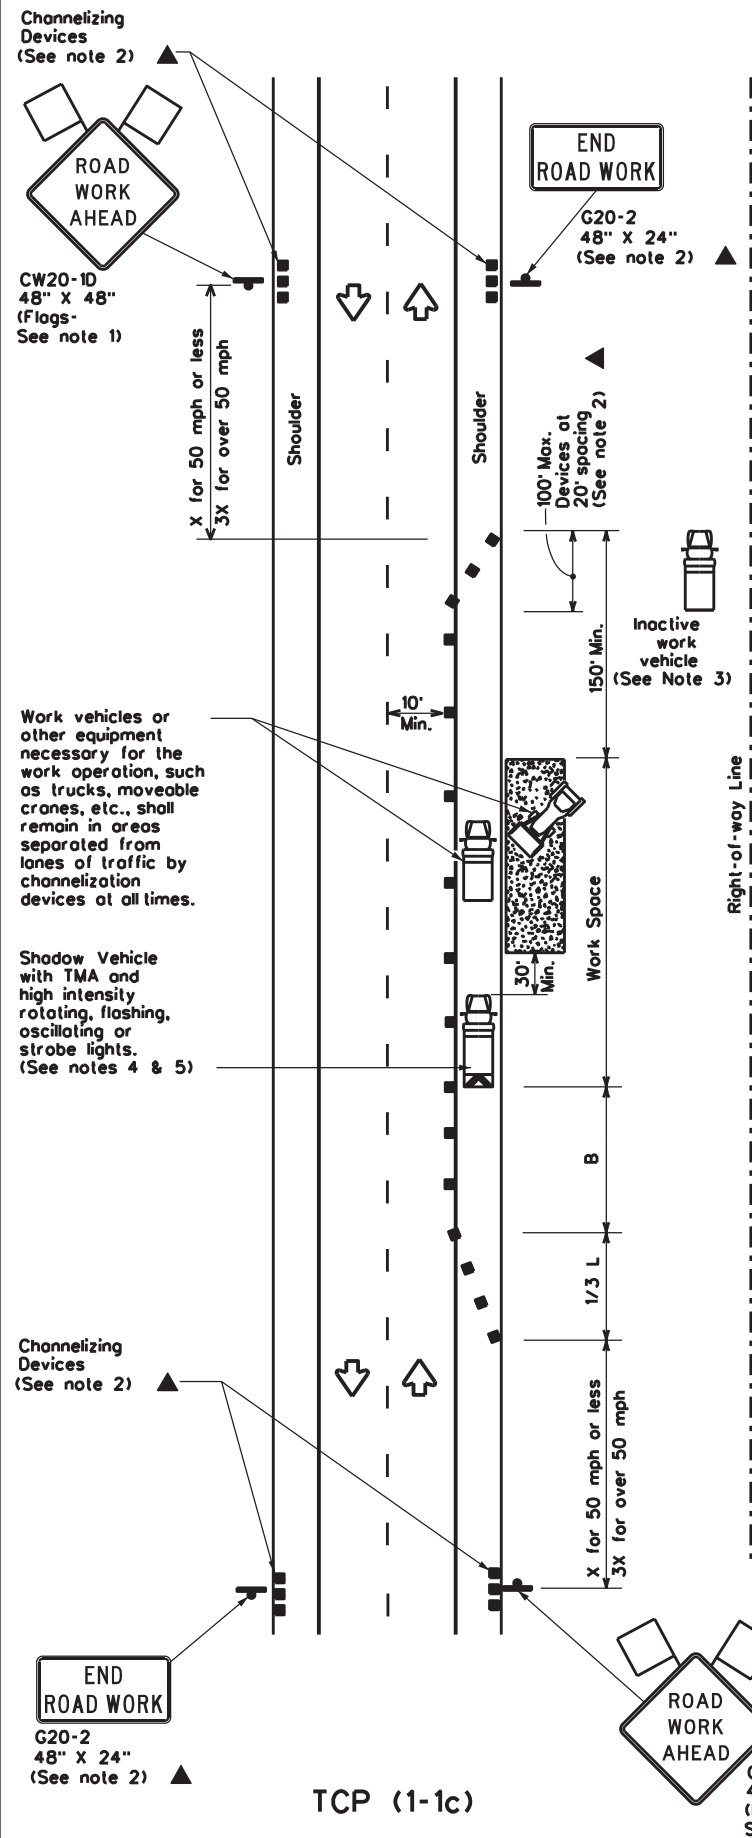 Channelizing
Devices
(See note 2)
ROAD
WORK
AHEAD
CW20-1D
48" X 48"
(Flags-
See note 1)
END
ROAD WORK
G20-2
48" X 24"
(See note 2)
X for 50 mph or less
3X for over 50 mph
Shoulder
Shoulder
100' Max.
Devices at
20' spacing
(See note 2)
150' Min.
Inactive
work
vehicle
(See Note 3)
10'
Min.
Work vehicles or
other equipment
necessary for the
work operation, such
as trucks, moveable
cranes, etc., shall
remain in areas
separated from
lanes of traffic by
channelization
devices at all times.
Right-of-way Line
Work Space
30'
Min.
Shadow Vehicle
with TMA and
high intensity
rotating, flashing,
oscillating or
strobe lights.
(See notes 4 & 5)
B
1/3 L
Channelizing
Devices
(See note 2)
X for 50 mph or less
3X for over 50 mph
END
ROAD WORK
G20-2
48" X 24"
(See note 2)
ROAD
WORK
AHEAD
TCP (1-1c)